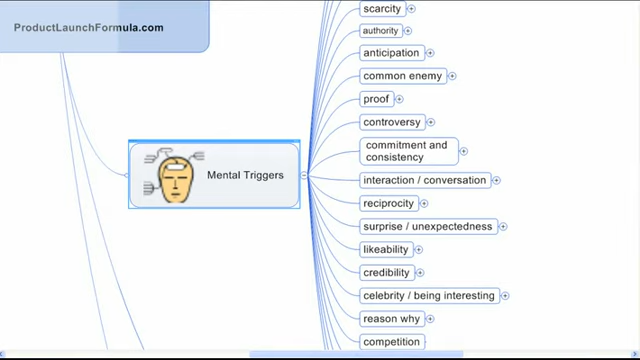 ProductLaunchFormula.com
Mental Triggers
scarcity
authority
anticipation
common enemy
proof
controversy
commitment and
consistency
interaction / conversation
reciprocity
surprise / unexpectedness
likeability
credibility
celebrity / being interesting
reason why
competition